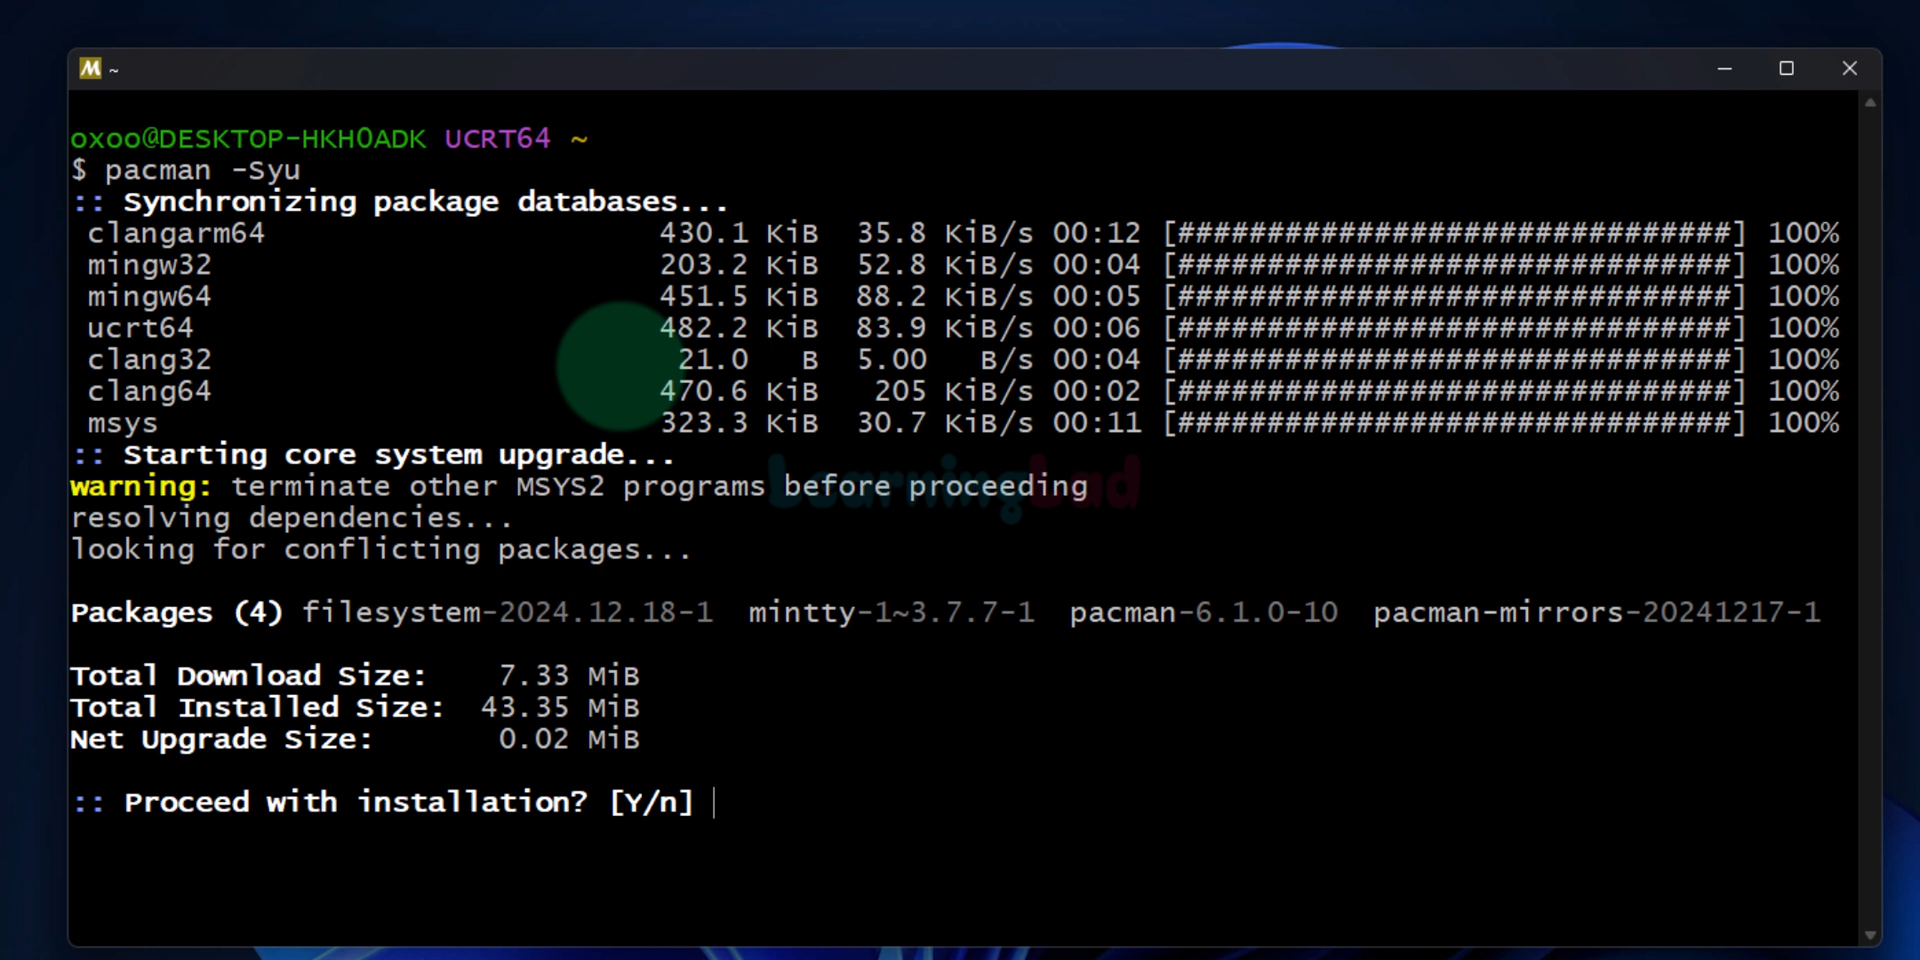 M ~
oxoo@DESKTOP-HKH0ADK UCRT64 ~
$ pacman -Syu
:: Synchronizing package databases...
clangarm64 430.1 KiB 35.8 KiB/s 00:12 [###############################] 100%
mingw32 203.2 KiB 52.8 KiB/s 00:04 [###############################] 100%
mingw64 451.5 KiB 88.2 KiB/s 00:05 [###############################] 100%
ucrt64 482.2 KiB 83.9 KiB/s 00:06 [###############################] 100%
clang32 21.0 B 5.00 B/s 00:04 [###############################] 100%
clang64 470.6 KiB 205 KiB/s 00:02 [###############################] 100%
msys 323.3 KiB 30.7 KiB/s 00:11 [###############################] 100%
:: Starting core system upgrade...
warning: terminate other MSYS2 programs before proceeding
LearningLad
resolving dependencies...
looking for conflicting packages...
Packages (4) filesystem-2024.12.18-1 mintty-1~3.7.7-1 pacman-6.1.0-10 pacman-mirrors-20241217-1
Total Download Size: 7.33 MiB
Total Installed Size: 43.35 MiB
Net Upgrade Size: 0.02 MiB
:: Proceed with installation? [Y/n]